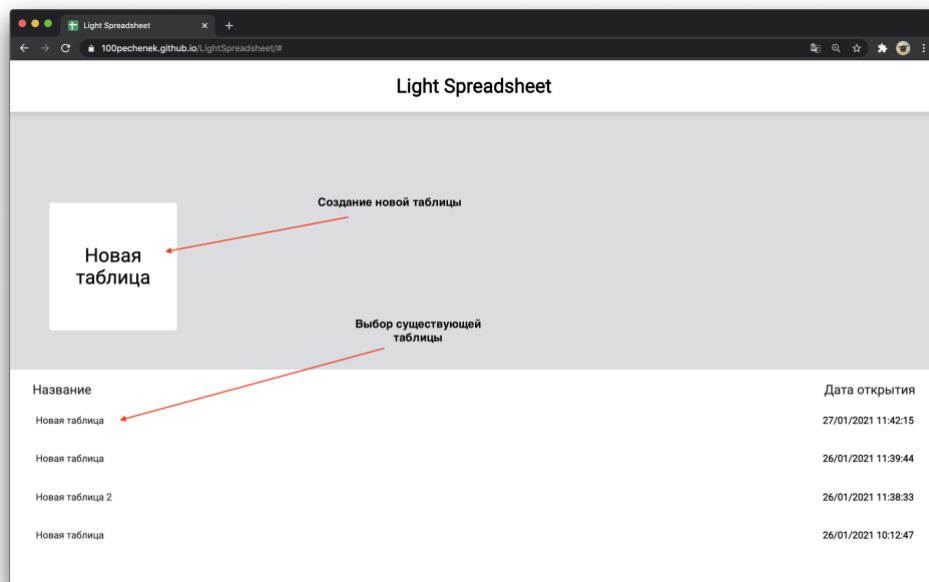 Light Spreadsheet
100pechenek.github.io/LightSpreadsheet/#
Light Spreadsheet
Создание новой таблицы
Новая
таблица
Выбор существующей
таблицы
Название Дата открытия
Новая таблица 27/01/2021 11:42:15
Новая таблица 26/01/2021 11:39:44
Новая таблица 2 26/01/2021 11:38:33
Новая таблица 26/01/2021 10:12:47